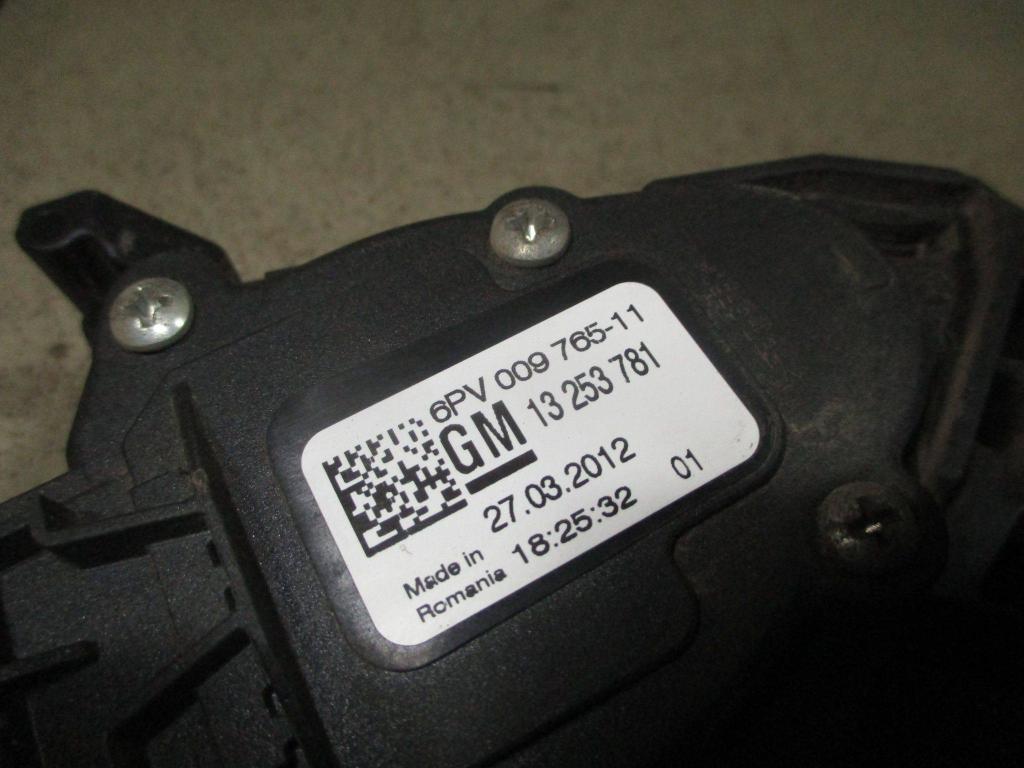 6PV 009 765-11
GM 13 253 781
27.03.2012
Made in 18:25:32 01
Romania